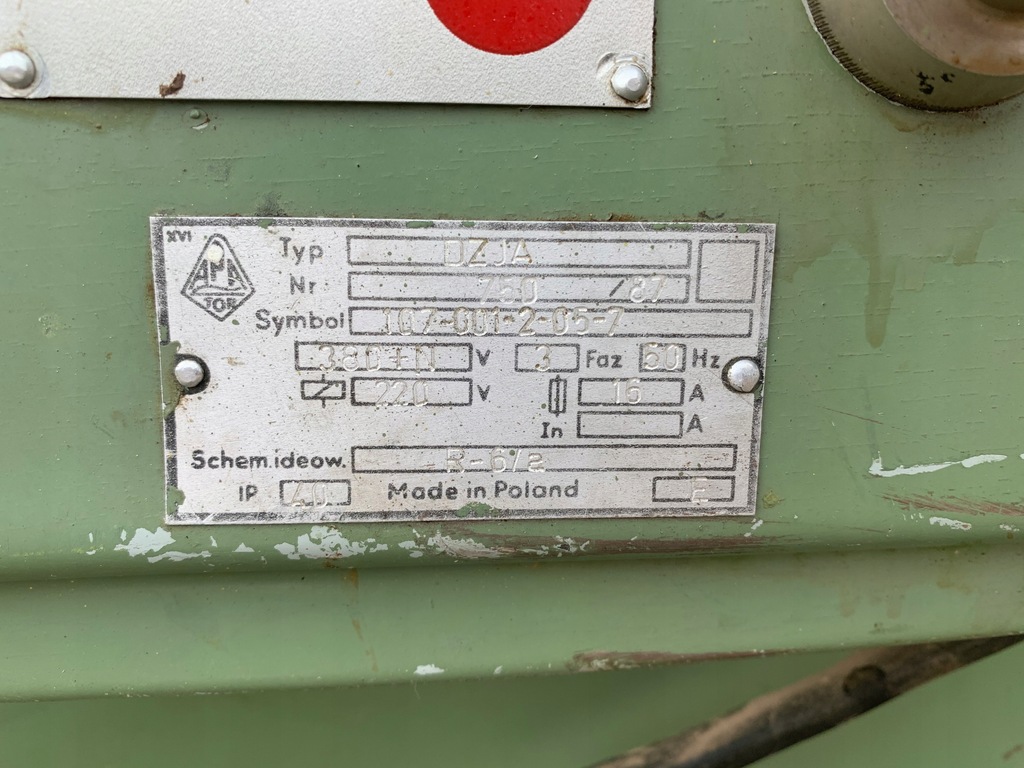 XVI
APA
TOR
Typ DZJA
Nr 750 /87
Symbol 107-001-2-05-7
380+N V 3 Faz 50 Hz
220 V 16 A
In A
Schem.ideow. R-6/a
IP 40 Made in Poland E